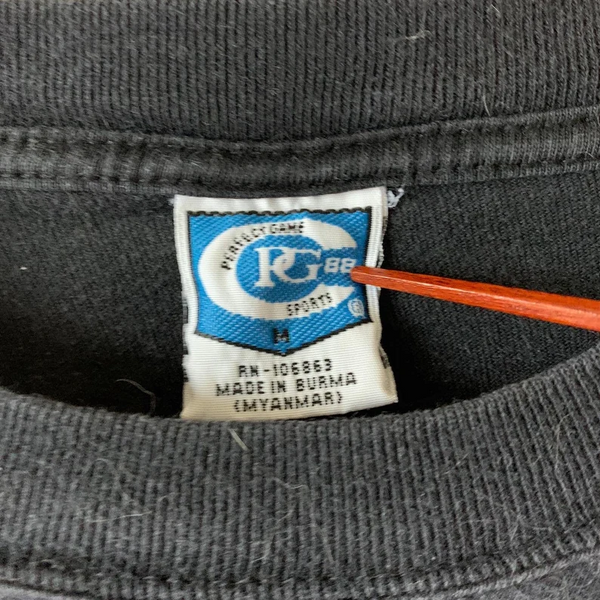 PERFECT GAME
PG 88
SPORTS
®
M
RN-106863
MADE IN BURMA
(MYANMAR)